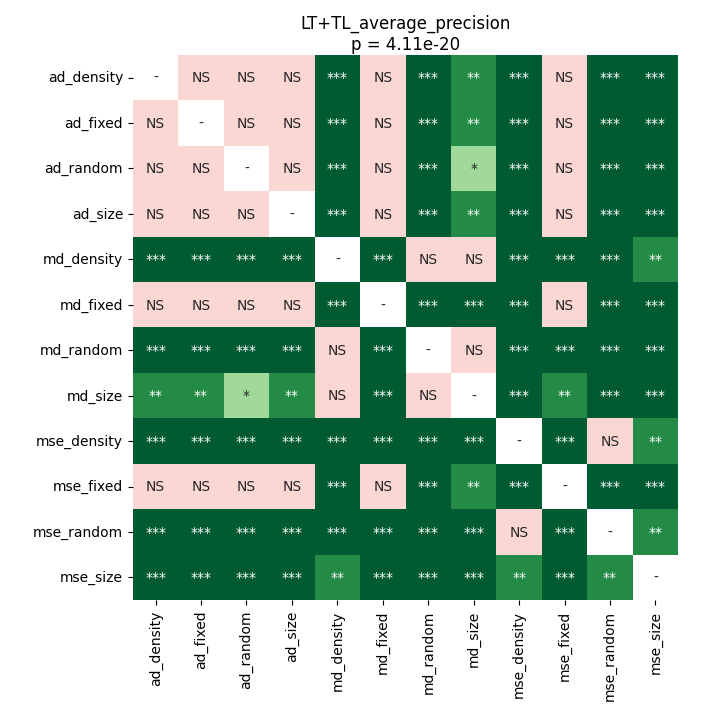 LT+TL_average_precision
p = 4.11e-20
ad_density - NS NS NS *** NS *** ** *** NS *** ***
ad_fixed NS - NS NS *** NS *** ** *** NS *** ***
ad_random NS NS - NS *** NS *** * *** NS *** ***
ad_size NS NS NS - *** NS *** ** *** NS *** ***
md_density *** *** *** *** - *** NS NS *** *** *** **
md_fixed NS NS NS NS *** - *** *** *** NS *** ***
md_random *** *** *** *** NS *** - NS *** *** *** ***
md_size ** ** * ** NS *** NS - *** ** *** ***
mse_density *** *** *** *** *** *** *** *** - *** NS **
mse_fixed NS NS NS NS *** NS *** ** *** - *** ***
mse_random *** *** *** *** *** *** *** *** NS *** - **
mse_size *** *** *** *** ** *** *** *** ** *** ** -
ad_density
ad_fixed
ad_random
ad_size
md_density
md_fixed
md_random
md_size
mse_density
mse_fixed
mse_random
mse_size